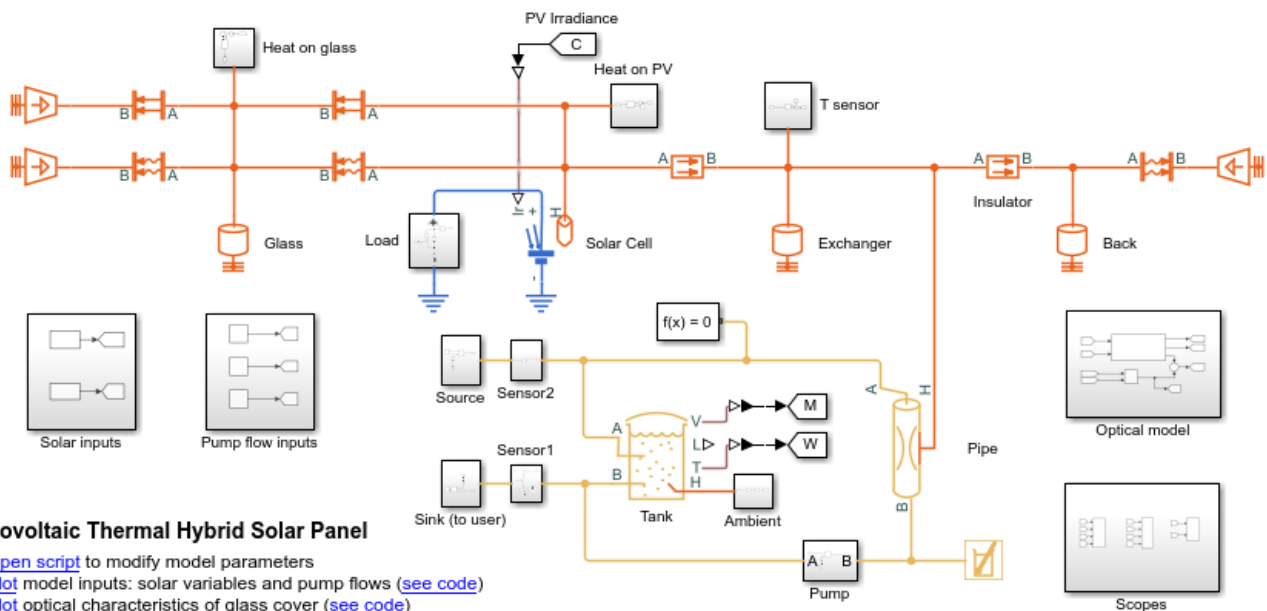 PV Irradiance
C
Heat on glass
Heat on PV
T sensor
B A
B A
B A
B A
A B
A B
A B
Insulator
Ir + H
-
Load
Glass
Solar Cell
Exchanger
Back
f(x) = 0
Source
Sensor2
A H
Solar inputs
Pump flow inputs
Optical model
A
V
M
L
W
B
T
H
Sensor1
Sink (to user)
Tank
Ambient
Pipe
B
A B
Pump
Scopes
ovoltaic Thermal Hybrid Solar Panel
pen script to modify model parameters
lot model inputs: solar variables and pump flows (see code)
lot optical characteristics of glass cover (see code)